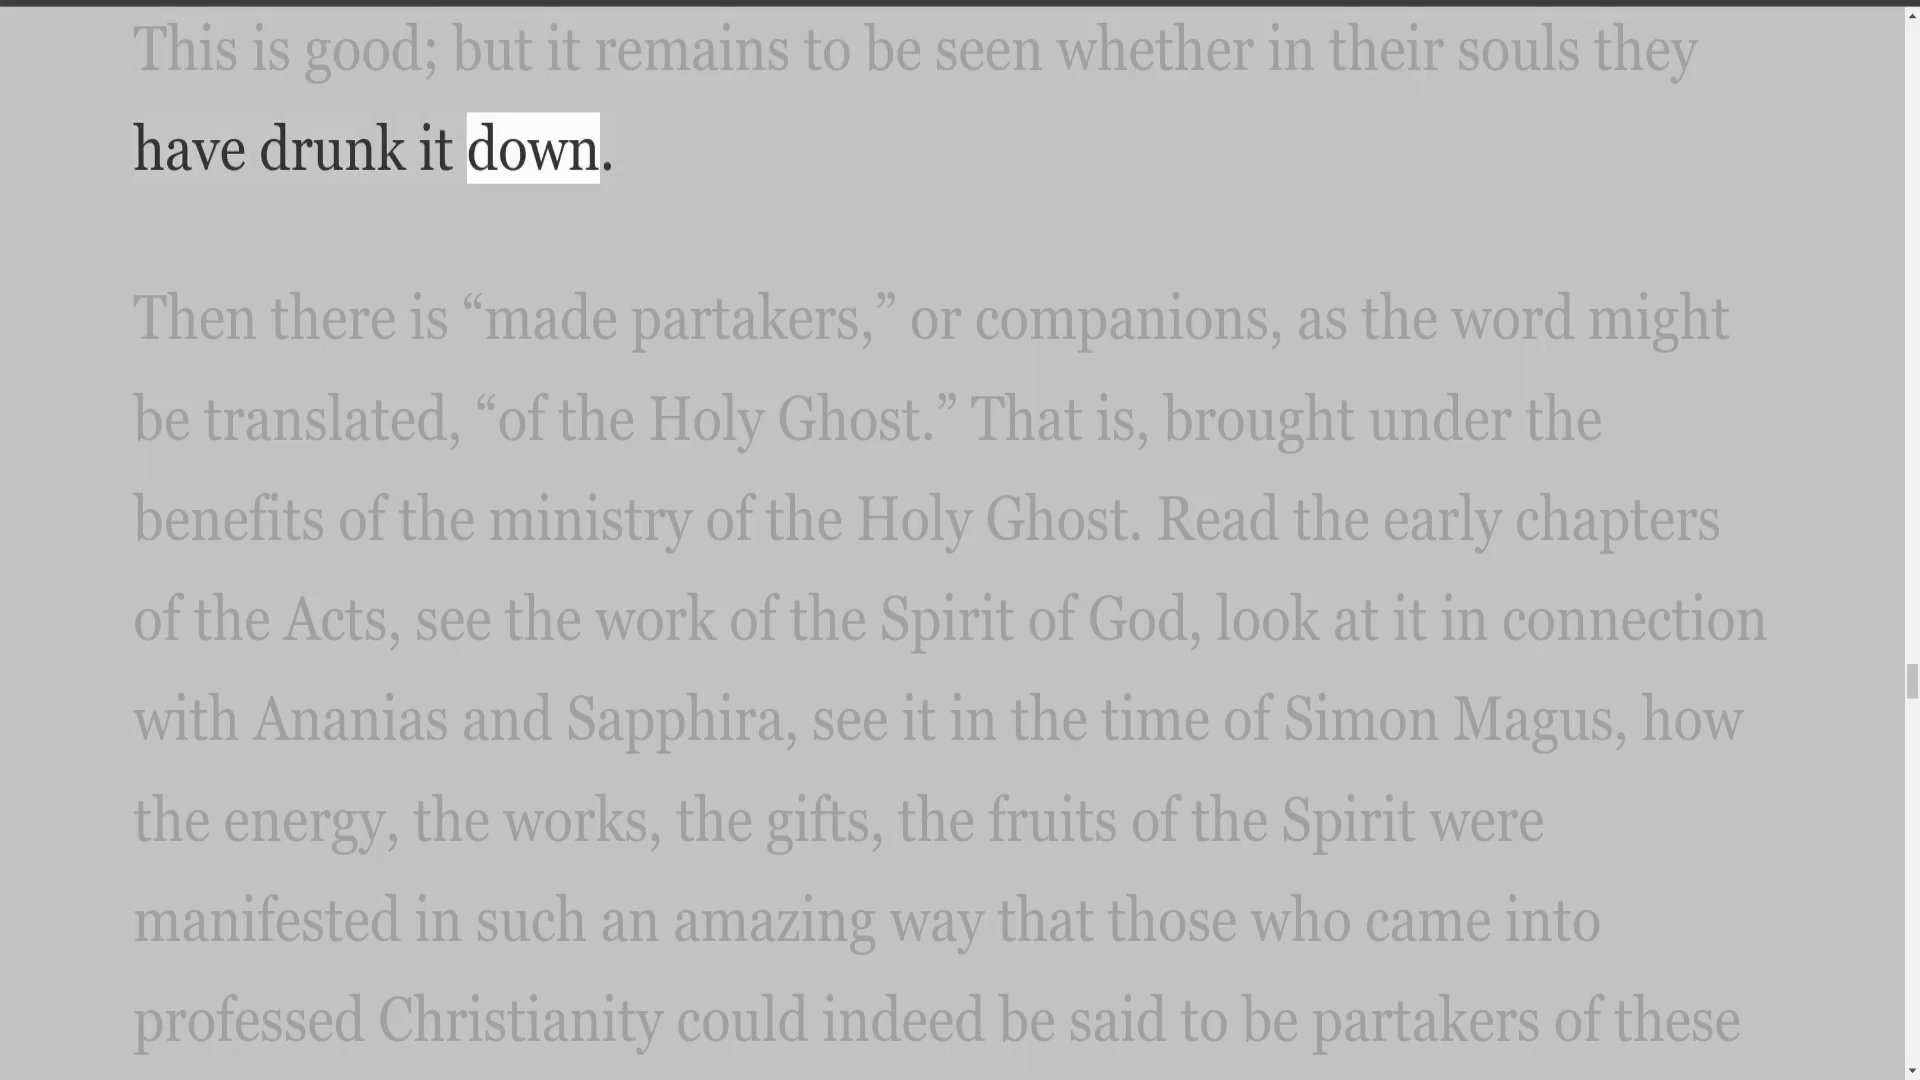 This is good; but it remains to be seen whether in their souls they
have drunk it down.
Then there is “made partakers,” or companions, as the word might
be translated, “of the Holy Ghost.” That is, brought under the
benefits of the ministry of the Holy Ghost. Read the early chapters
of the Acts, see the work of the Spirit of God, look at it in connection
with Ananias and Sapphira, see it in the time of Simon Magus, how
the energy, the works, the gifts, the fruits of the Spirit were
manifested in such an amazing way that those who came into
professed Christianity could indeed be said to be partakers of these